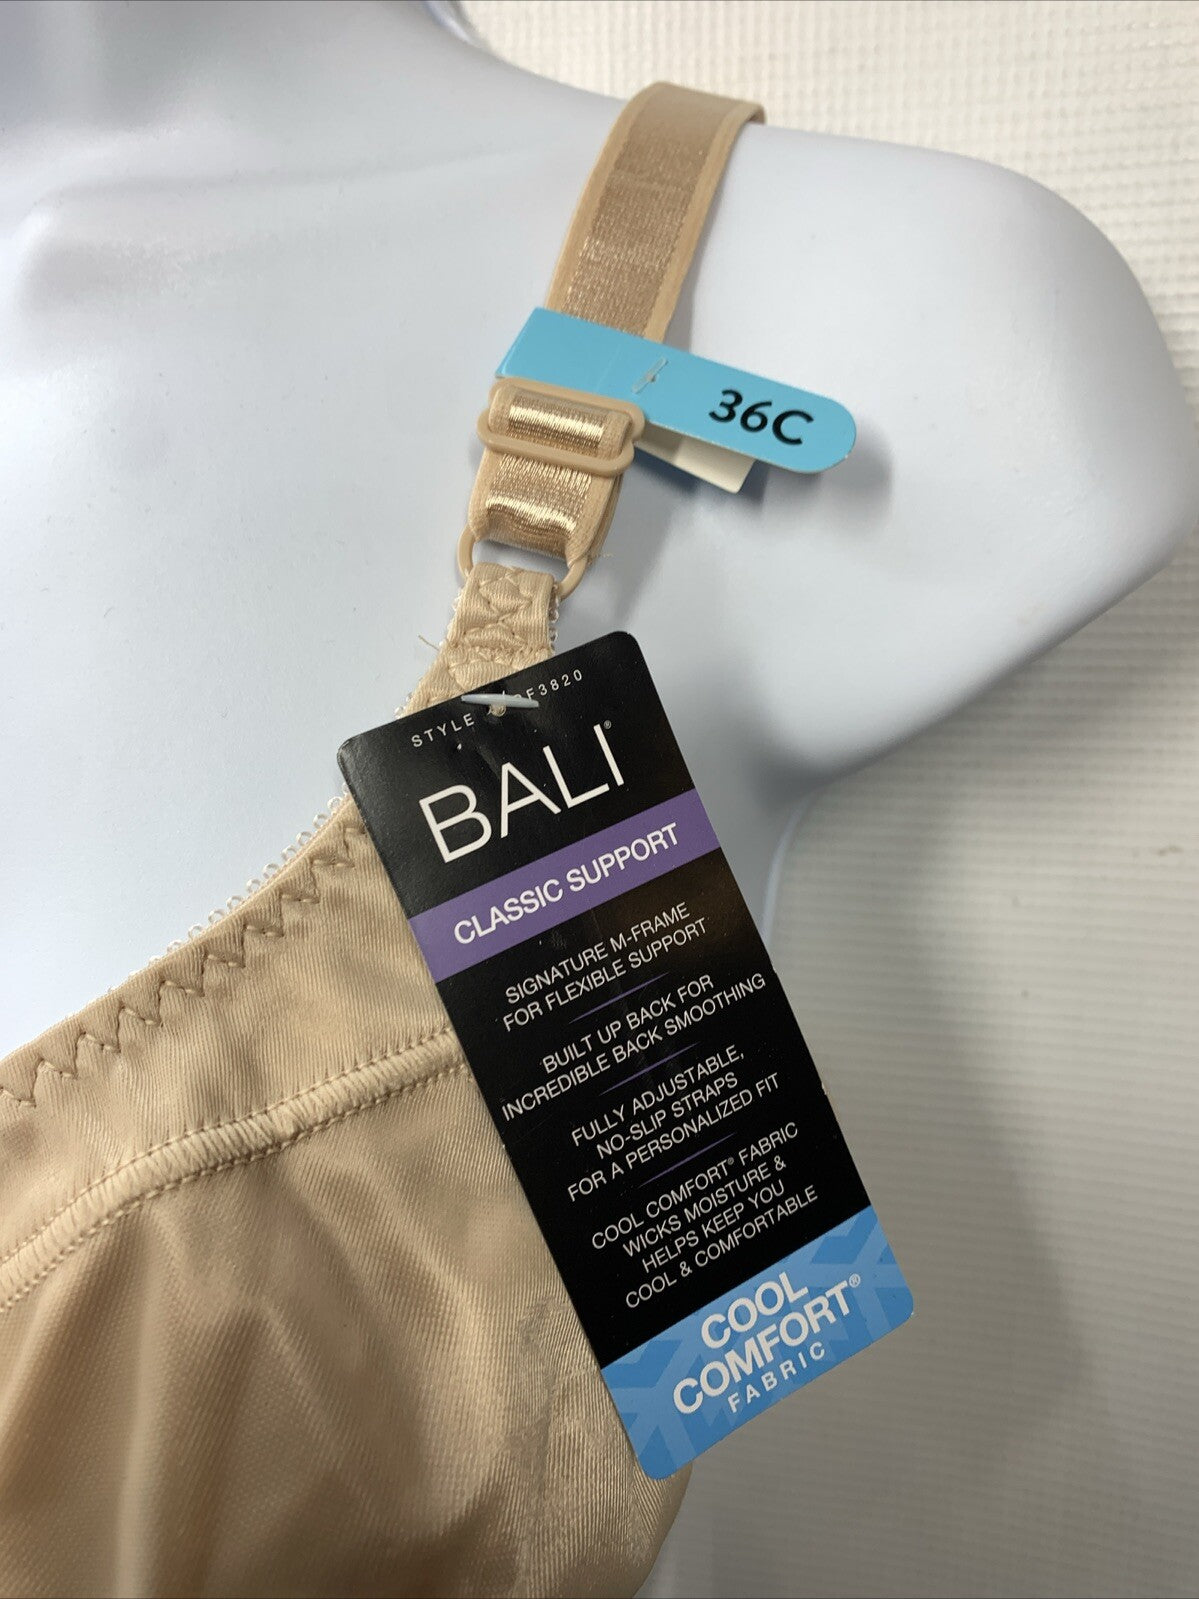 36C
STYLE DF3820
BALI®
CLASSIC SUPPORT
SIGNATURE M-FRAME
FOR FLEXIBLE SUPPORT
BUILT UP BACK FOR
INCREDIBLE BACK SMOOTHING
FULLY ADJUSTABLE,
NO-SLIP STRAPS
FOR A PERSONALIZED FIT
COOL COMFORT® FABRIC
WICKS MOISTURE &
HELPS KEEP YOU
COOL & COMFORTABLE
COOL
COMFORT®
FABRIC